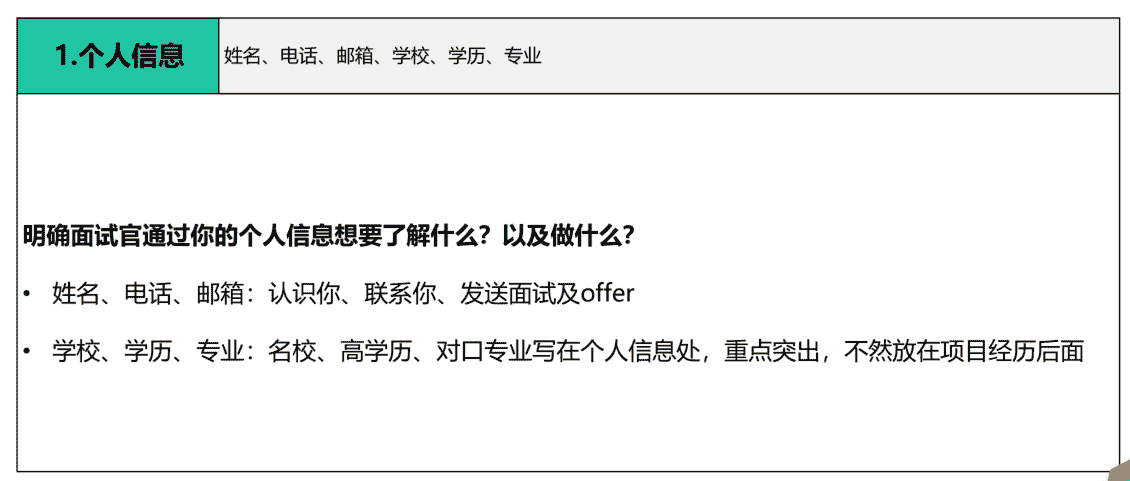 1.个人信息
姓名、电话、邮箱、学校、学历、专业
明确面试官通过你的个人信息想要了解什么？以及做什么？
• 姓名、电话、邮箱：认识你、联系你、发送面试及offer
• 学校、学历、专业：名校、高学历、对口专业写在个人信息处，重点突出，不然放在项目经历后面